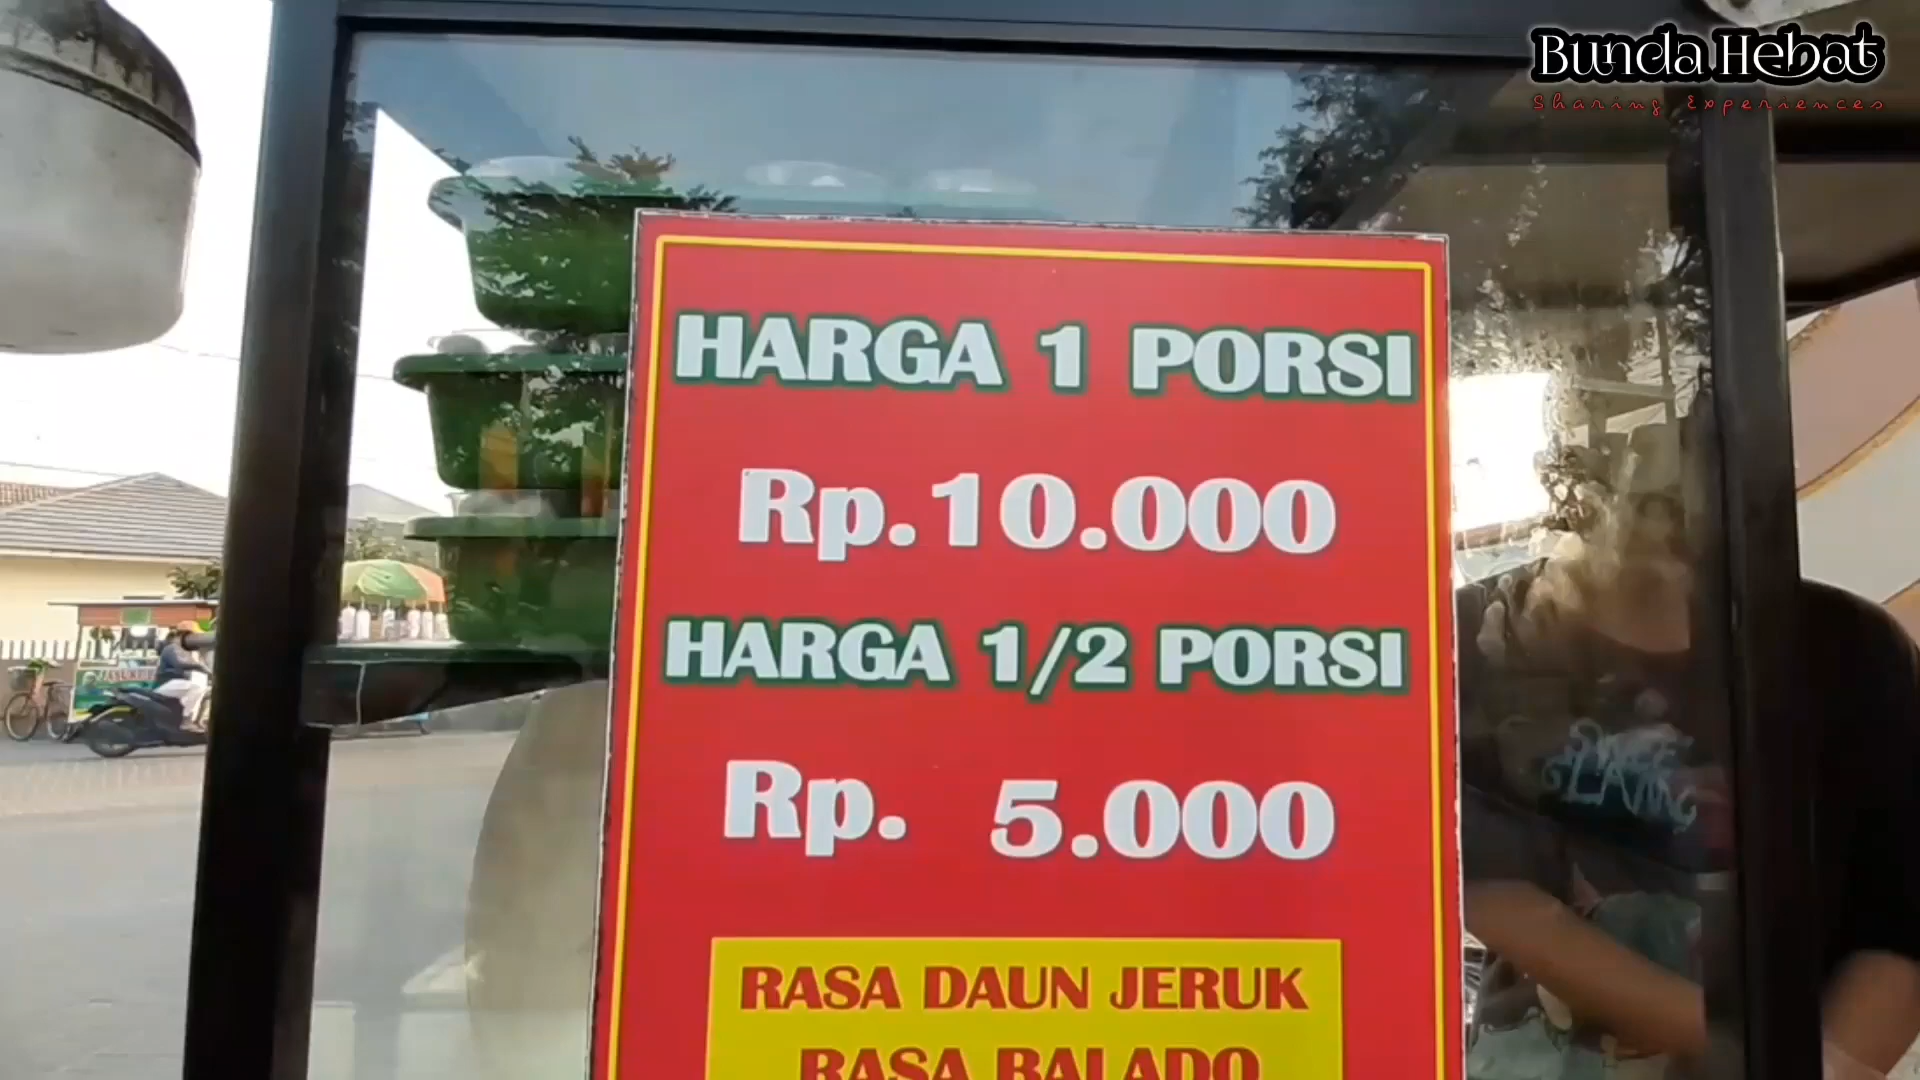 Bunda Hebat
Sharing Experiences
HARGA 1 PORSI
Rp.10.000
HARGA 1/2 PORSI
Rp. 5.000
RASA DAUN JERUK
RASA BALADO